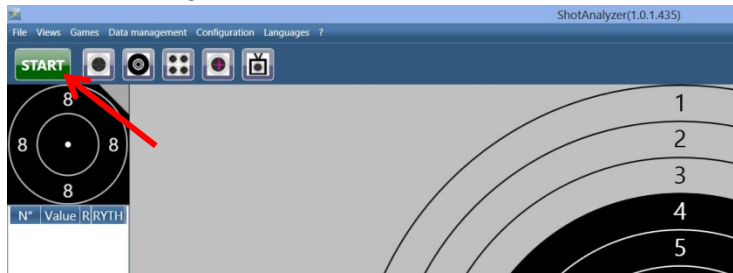 ShotAnalyzer(1.0.1.435)
File Views Games Data management Configuration Languages ?
START
8
8 8
8
N° Value R RYTH
1
2
3
4
5